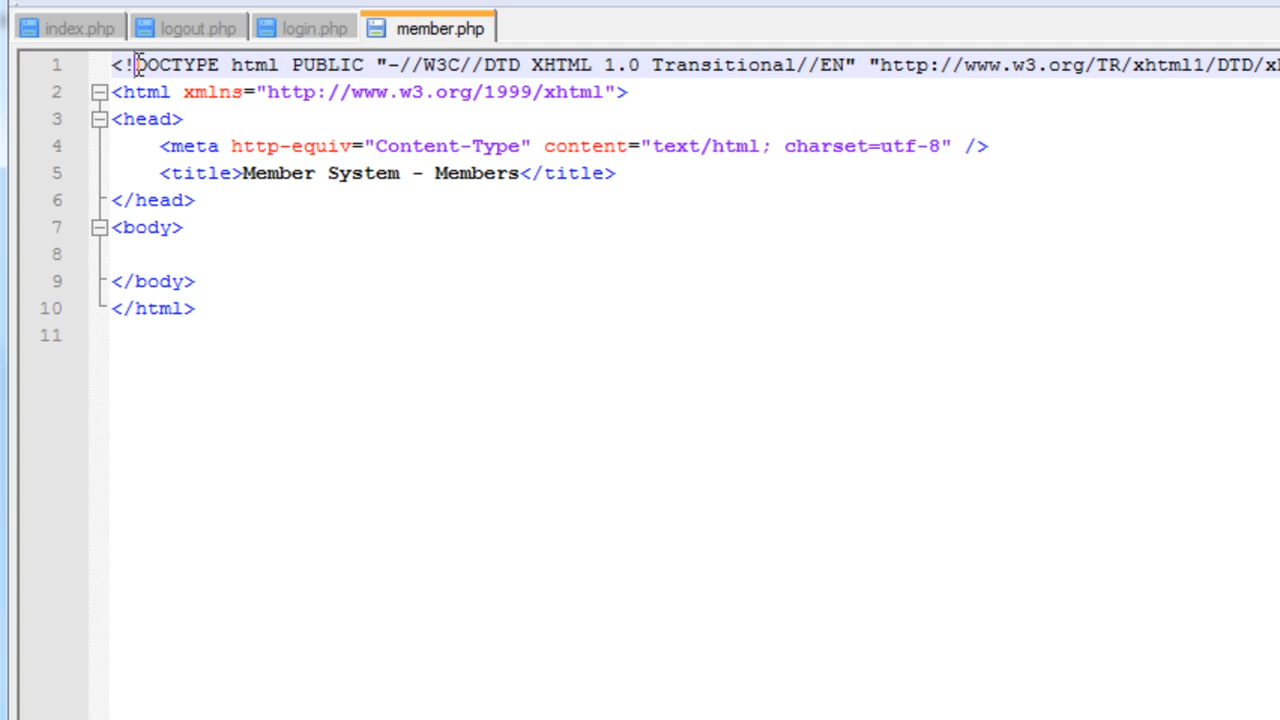 index.php logout.php login.php member.php
1 <!DOCTYPE html PUBLIC "-//W3C//DTD XHTML 1.0 Transitional//EN" "http://www.w3.org/TR/xhtml1/DTD/xh
2 <html xmlns="http://www.w3.org/1999/xhtml">
3 <head>
4 <meta http-equiv="Content-Type" content="text/html; charset=utf-8" />
5 <title>Member System - Members</title>
6 </head>
7 <body>
8
9 </body>
10 </html>
11